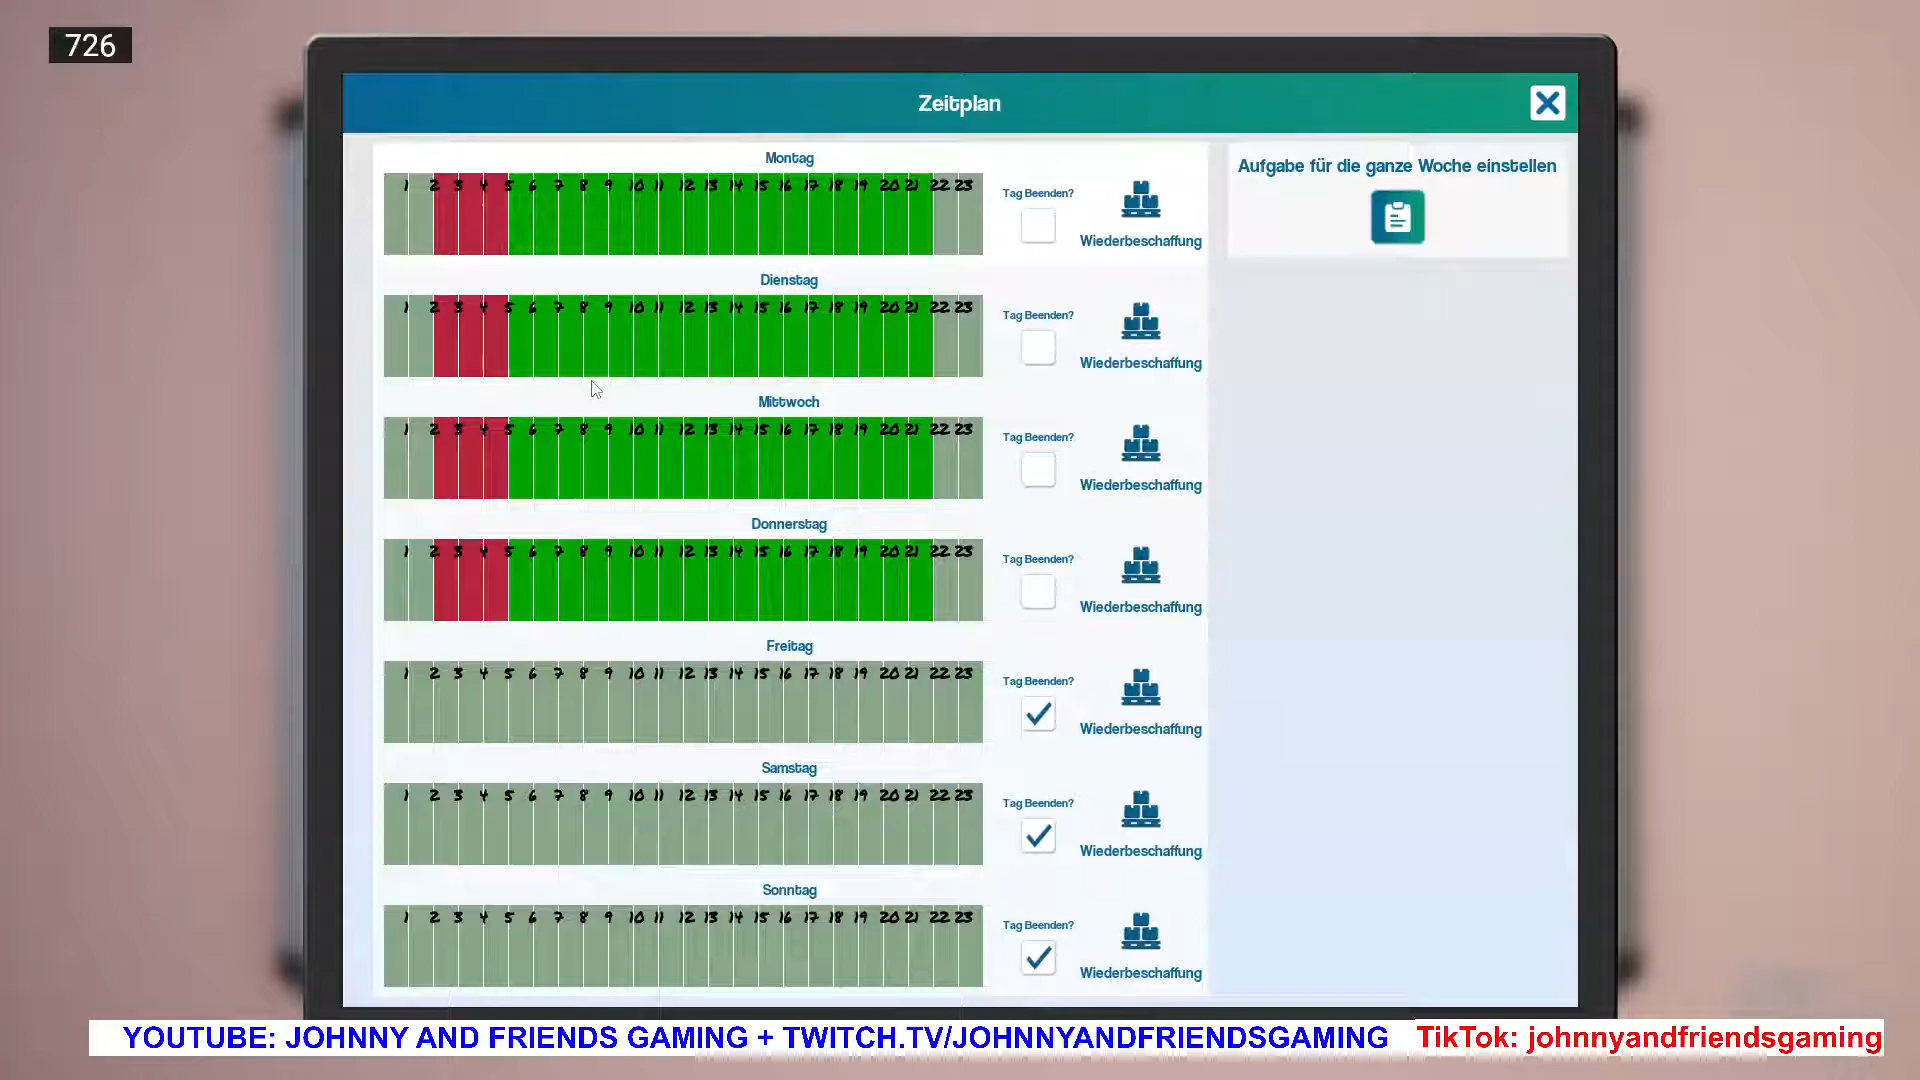 726
Zeitplan
Montag
1 2 3 4 5 6 7 8 9 10 11 12 13 14 15 16 17 18 19 20 21 22 23
Tag Beenden?
Wiederbeschaffung
Aufgabe für die ganze Woche einstellen
Dienstag
1 2 3 4 5 6 7 8 9 10 11 12 13 14 15 16 17 18 19 20 21 22 23
Tag Beenden?
Wiederbeschaffung
Mittwoch
1 2 3 4 5 6 7 8 9 10 11 12 13 14 15 16 17 18 19 20 21 22 23
Tag Beenden?
Wiederbeschaffung
Donnerstag
1 2 3 4 5 6 7 8 9 10 11 12 13 14 15 16 17 18 19 20 21 22 23
Tag Beenden?
Wiederbeschaffung
Freitag
1 2 3 4 5 6 7 8 9 10 11 12 13 14 15 16 17 18 19 20 21 22 23
Tag Beenden?
Wiederbeschaffung
Samstag
1 2 3 4 5 6 7 8 9 10 11 12 13 14 15 16 17 18 19 20 21 22 23
Tag Beenden?
Wiederbeschaffung
Sonntag
1 2 3 4 5 6 7 8 9 10 11 12 13 14 15 16 17 18 19 20 21 22 23
Tag Beenden?
Wiederbeschaffung
YOUTUBE: JOHNNY AND FRIENDS GAMING + TWITCH.TV/JOHNNYANDFRIENDSGAMING TikTok: johnnyandfriendsgaming